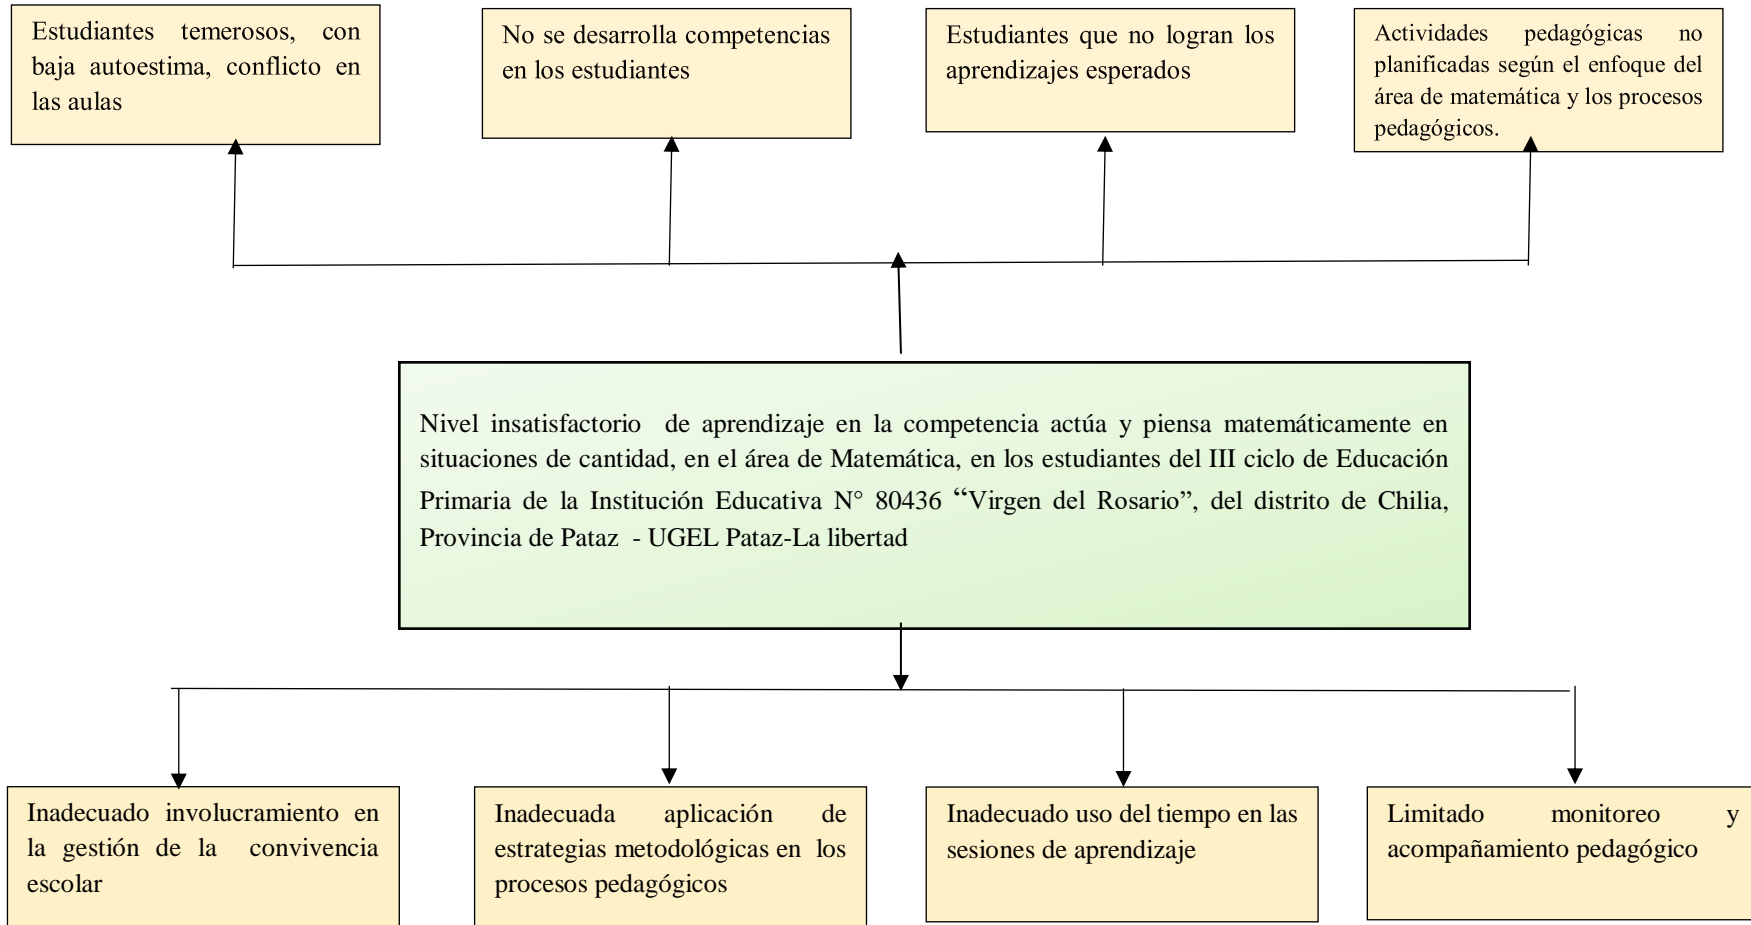 Estudiantes temerosos, con
baja autoestima, conflicto en
las aulas
No se desarrolla competencias
en los estudiantes
Estudiantes que no logran los
aprendizajes esperados
Actividades pedagógicas no
planificadas según el enfoque del
área de matemática y los procesos
pedagógicos.
Nivel insatisfactorio de aprendizaje en la competencia actúa y piensa matemáticamente en
situaciones de cantidad, en el área de Matemática, en los estudiantes del III ciclo de Educación
Primaria de la Institución Educativa N° 80436 “Virgen del Rosario”, del distrito de Chilia,
Provincia de Pataz - UGEL Pataz-La libertad
Inadecuado involucramiento en
la gestión de la convivencia
escolar
Inadecuada aplicación de
estrategias metodológicas en los
procesos pedagógicos
Inadecuado uso del tiempo en las
sesiones de aprendizaje
Limitado monitoreo y
acompañamiento pedagógico